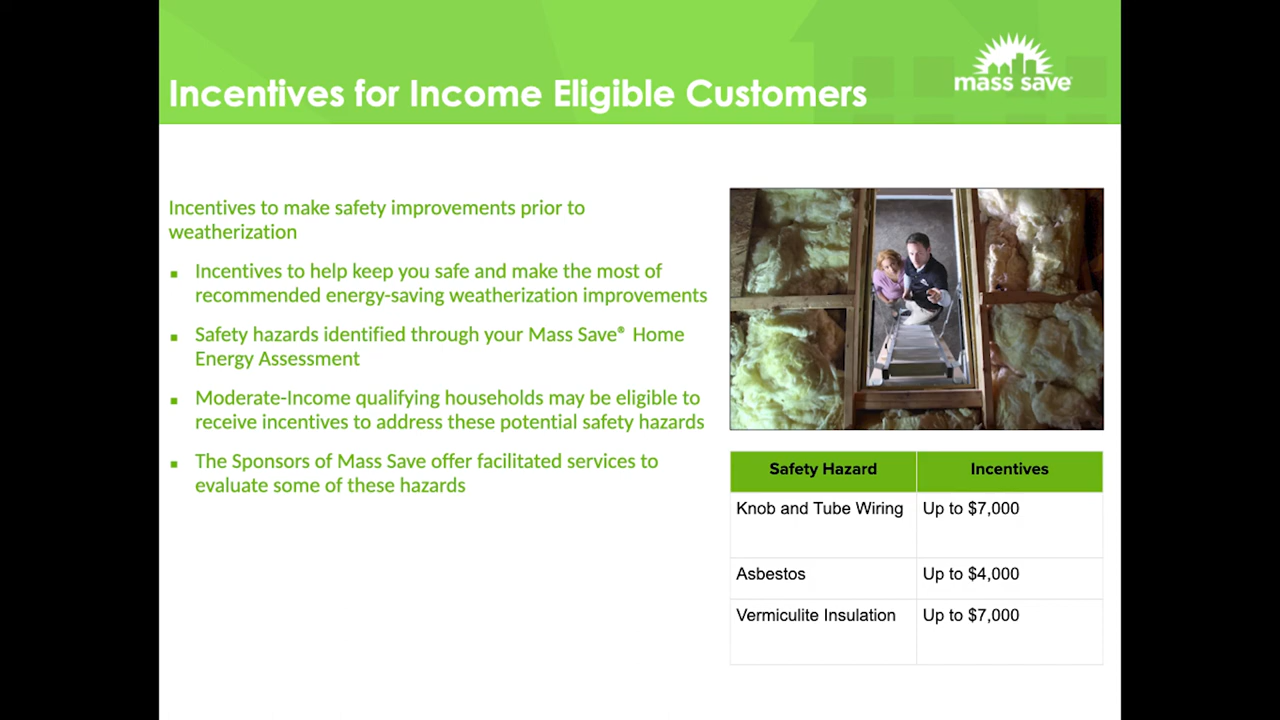 Incentives for Income Eligible Customers
mass save®
Incentives to make safety improvements prior to
weatherization
▪ Incentives to help keep you safe and make the most of
recommended energy-saving weatherization improvements
▪ Safety hazards identified through your Mass Save® Home
Energy Assessment
▪ Moderate-Income qualifying households may be eligible to
receive incentives to address these potential safety hazards
▪ The Sponsors of Mass Save offer facilitated services to
evaluate some of these hazards
Safety Hazard Incentives
Knob and Tube Wiring Up to $7,000
Asbestos Up to $4,000
Vermiculite Insulation Up to $7,000